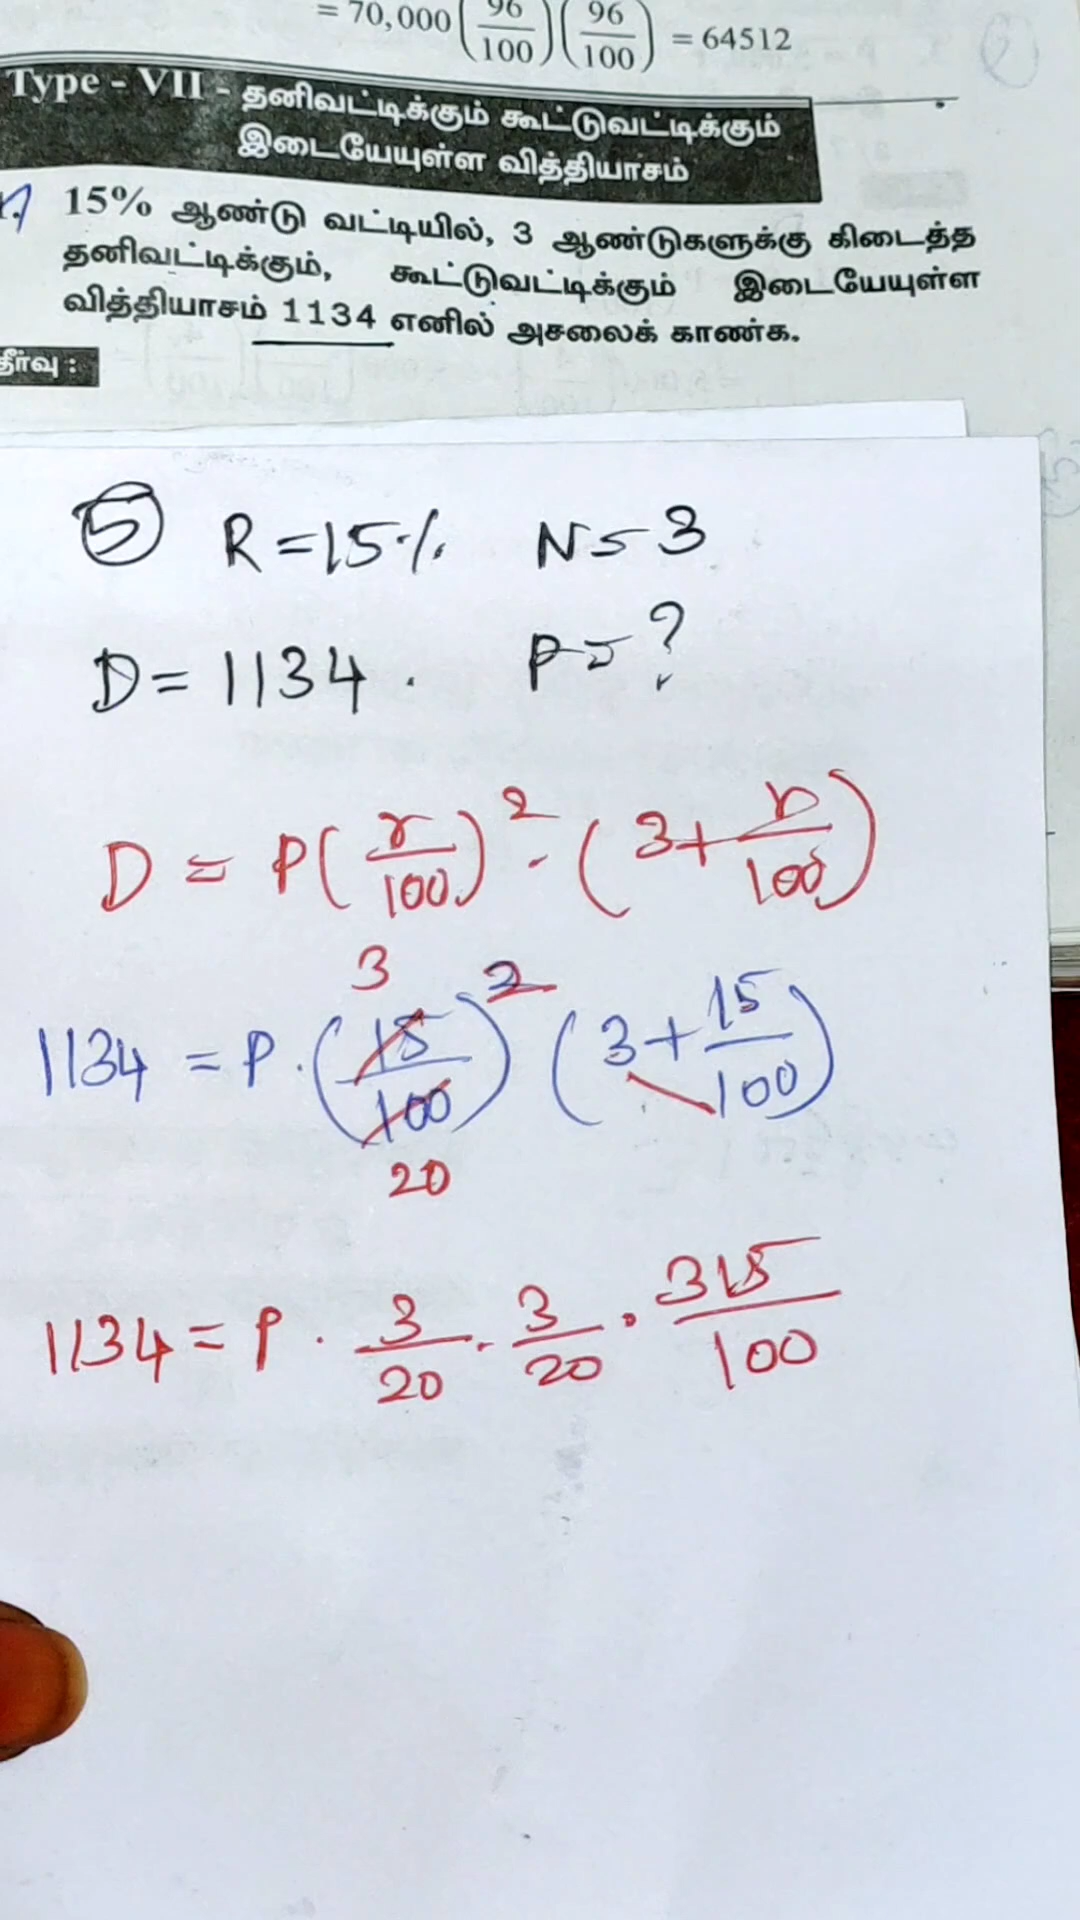 = 70,000 (96/100) (96/100) = 64512
Type - VII - தனிவட்டிக்கும் கூட்டுவட்டிக்கும்
இடையேயுள்ள வித்தியாசம்
15% ஆண்டு வட்டியில், 3 ஆண்டுகளுக்கு கிடைத்த
தனிவட்டிக்கும், கூட்டுவட்டிக்கும் இடையேயுள்ள
வித்தியாசம் 1134 எனில் அசலைக் காண்க.
தீர்வு :
5 R = 15% N = 3
D = 1134. P = ?
D = P(r/100)² . (3 + r/100)
3
1134 = P . (15/100)² (3 + 15/100)
20
1134 = P . 3/20 . 3/20 . 315/100